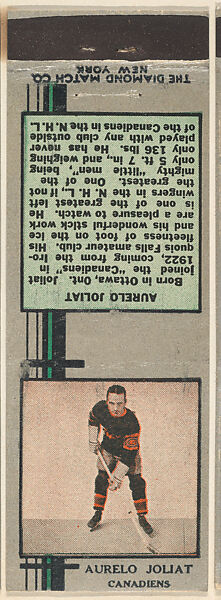 THE DIAMOND MATCH CO.
NEW YORK
AURELO JOLIAT
Born in Ottawa, Ont. Joliat
joined the "Canadiens" in
1922, coming from the Iro-
quois Falls amateur club. His
fleetness of foot on the ice
and his wonderful stick work
are a pleasure to watch. He
is one of the greatest left
wingers in the N. H. L., if not
the greatest. One of the
mighty "little men", being
only 5 ft. 7 in., and weighing
only 136 lbs. He has never
played with any club outside
of the Canadiens in the N. H. L.
AURELO JOLIAT
CANADIENS